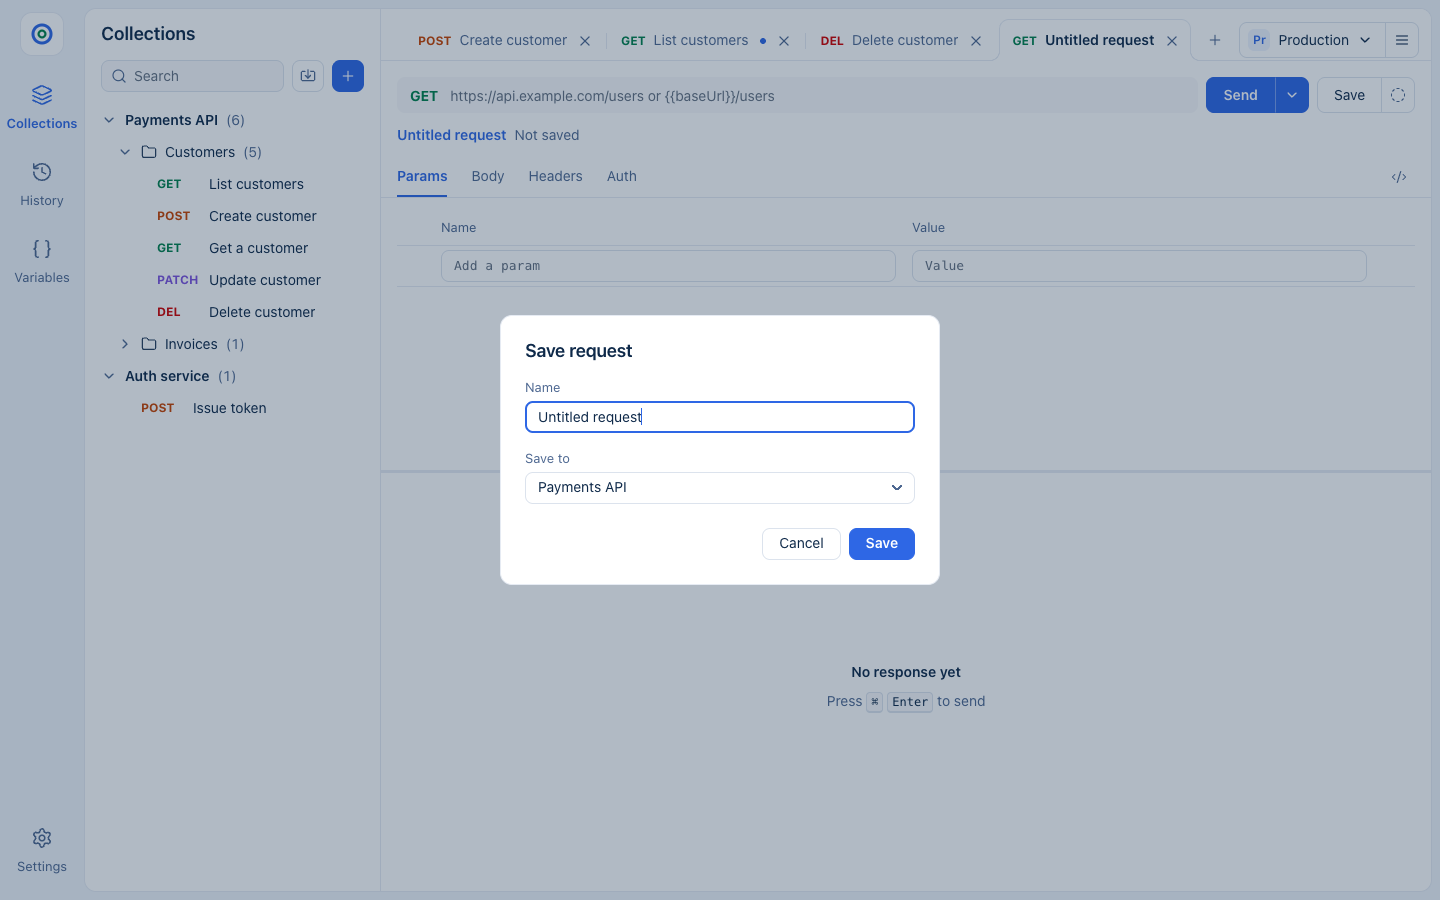 Collections
History
Variables
Settings
Collections
Search
Payments API (6)
Customers (5)
GET List customers
POST Create customer
GET Get a customer
PATCH Update customer
DEL Delete customer
Invoices (1)
Auth service (1)
POST Issue token
POST Create customer
GET List customers
DEL Delete customer
GET Untitled request
Pr Production
GET https://api.example.com/users or {{baseUrl}}/users
Send
Save
Untitled request Not saved
Params Body Headers Auth
Name Value
Add a param Value
Save request
Name
Untitled request
Save to
Payments API
Cancel Save
No response yet
Press ⌘ Enter to send